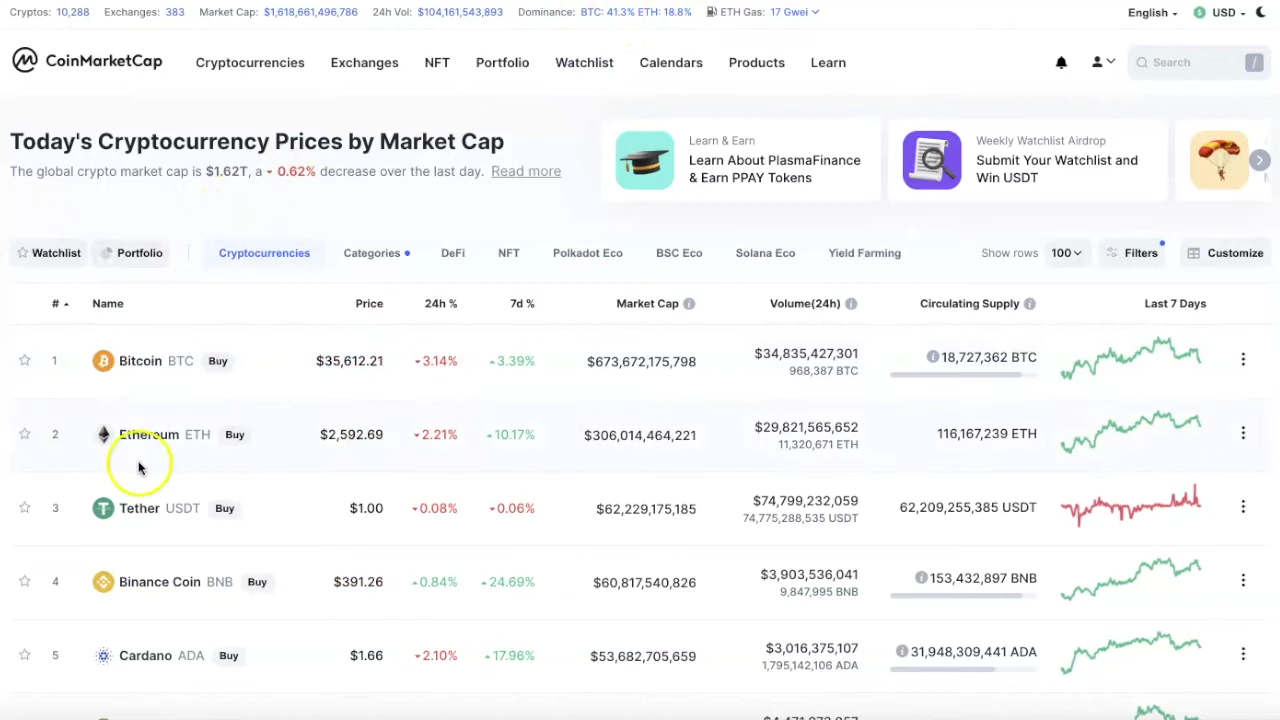 Cryptos: 10,288 Exchanges: 383 Market Cap: $1,618,661,496,786 24h Vol: $104,161,543,893 Dominance: BTC: 41.3% ETH: 18.8% ETH Gas: 17 Gwei English USD
CoinMarketCap Cryptocurrencies Exchanges NFT Portfolio Watchlist Calendars Products Learn Search /
Today's Cryptocurrency Prices by Market Cap
The global crypto market cap is $1.62T, a 0.62% decrease over the last day. Read more
Learn & Earn
Learn About PlasmaFinance
& Earn PPAY Tokens
Weekly Watchlist Airdrop
Submit Your Watchlist and
Win USDT
Watchlist Portfolio Cryptocurrencies Categories DeFi NFT Polkadot Eco BSC Eco Solana Eco Yield Farming Show rows 100 Filters Customize
# Name Price 24h % 7d % Market Cap Volume(24h) Circulating Supply Last 7 Days
1 Bitcoin BTC Buy $35,612.21 3.14% 3.39% $673,672,175,798 $34,835,427,301 18,727,362 BTC
968,387 BTC
2 Ethereum ETH Buy $2,592.69 2.21% 10.17% $306,014,464,221 $29,821,565,652 116,167,239 ETH
11,320,671 ETH
3 Tether USDT Buy $1.00 0.08% 0.06% $62,229,175,185 $74,799,232,059 62,209,255,385 USDT
74,775,288,535 USDT
4 Binance Coin BNB Buy $391.26 0.84% 24.69% $60,817,540,826 $3,903,536,041 153,432,897 BNB
9,847,995 BNB
5 Cardano ADA Buy $1.66 2.10% 17.96% $53,682,705,659 $3,016,375,107 31,948,309,441 ADA
1,795,142,106 ADA